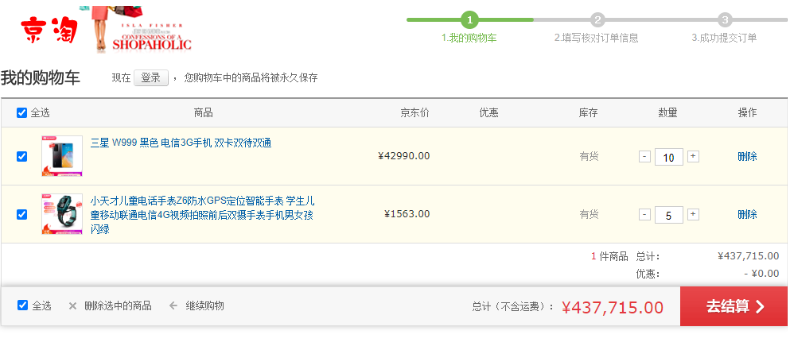 京淘
ISLA FISHER
CONFESSIONS OF A
SHOPAHOLIC
1
2
3
1.我的购物车
2.填写核对订单信息
3.成功提交订单
我的购物车
现在 登录 ，您购物车中的商品将被永久保存
全选 商品 京东价 优惠 库存 数量 操作
三星 W999 黑色 电信3G手机 双卡双待双通
¥42990.00 有货 - 10 + 删除
小天才儿童电话手表Z6防水GPS定位智能手表 学生儿
童移动联通电信4G视频拍照前后双摄手表手机男女孩
闪绿
¥1563.00 有货 - 5 + 删除
1 件商品 总计： ¥437,715.00
优惠： - ¥0.00
全选 删除选中的商品 继续购物 总计（不含运费）： ¥437,715.00 去结算